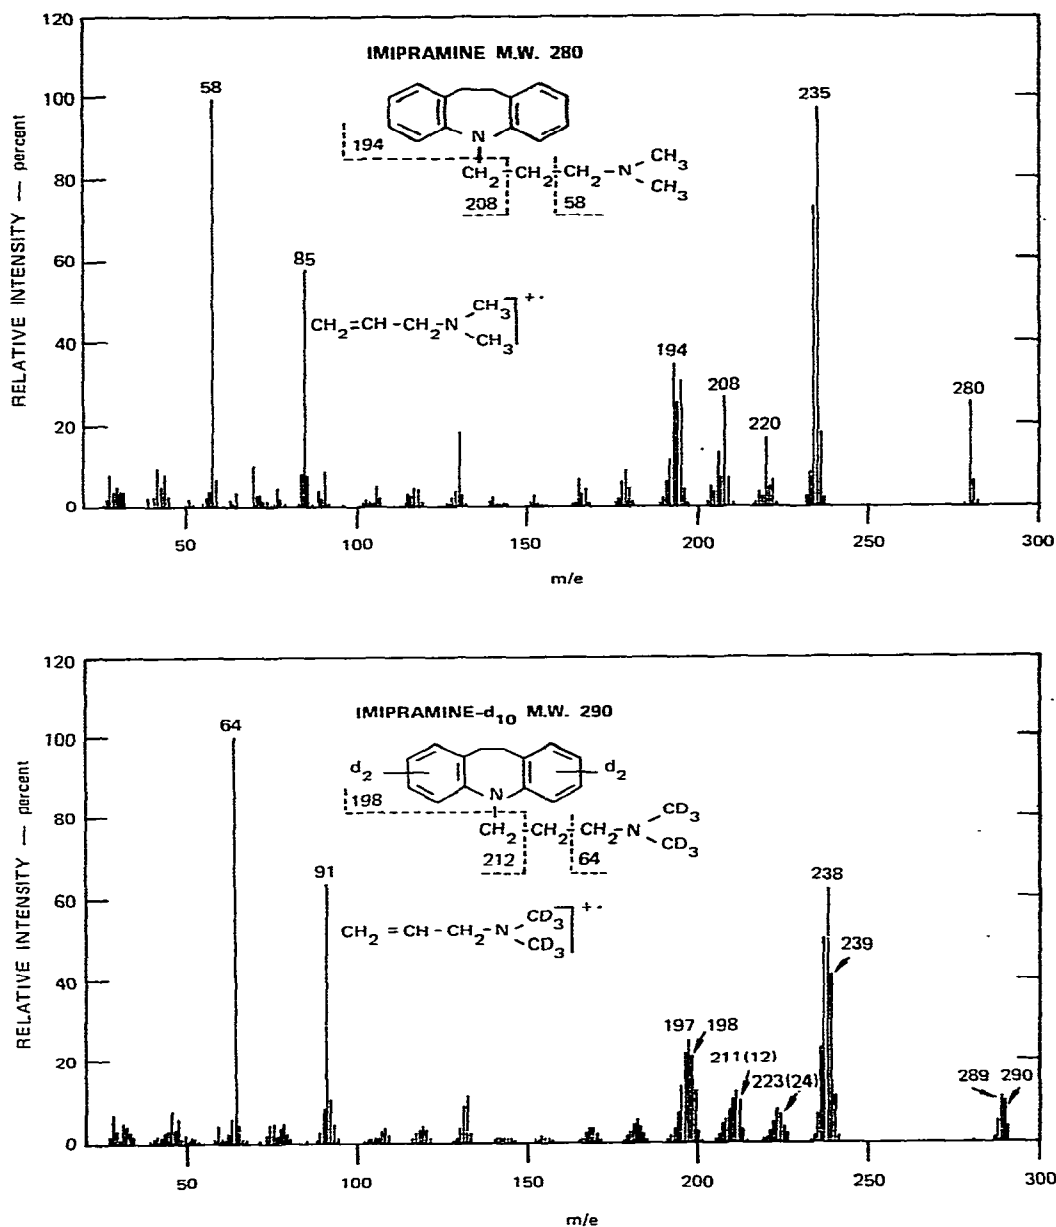 120
IMIPRAMINE M.W. 280
58
235
100
N
194
CH2-CH2-CH2-N
CH3
CH3
80
208
58
60
85
CH2=CH-CH2-N
CH3
CH3
+·
40
194
208
280
220
20
0
50
100
150
200
250
300
m/e
RELATIVE INTENSITY — percent
120
IMIPRAMINE-d10 M.W. 290
64
100
d2
d2
N
198
80
CH2-CH2-CH2-N
CD3
CD3
212
64
238
91
60
CH2=CH-CH2-N
CD3
CD3
+·
239
40
197
198
211(12)
20
223(24)
289
290
0
50
100
150
200
250
300
m/e
RELATIVE INTENSITY — percent